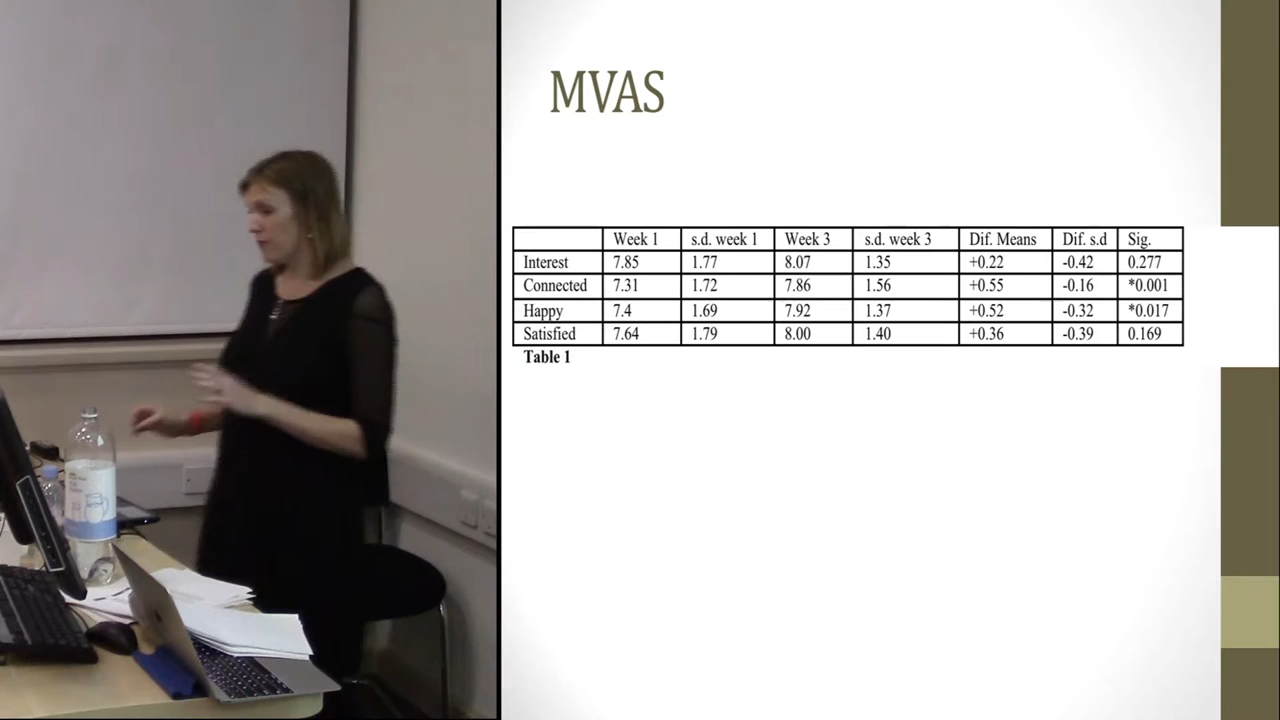 MVAS
Week 1 s.d. week 1 Week 3 s.d. week 3 Dif. Means Dif. s.d Sig.
Interest 7.85 1.77 8.07 1.35 +0.22 -0.42 0.277
Connected 7.31 1.72 7.86 1.56 +0.55 -0.16 *0.001
Happy 7.4 1.69 7.92 1.37 +0.52 -0.32 *0.017
Satisfied 7.64 1.79 8.00 1.40 +0.36 -0.39 0.169
Table 1